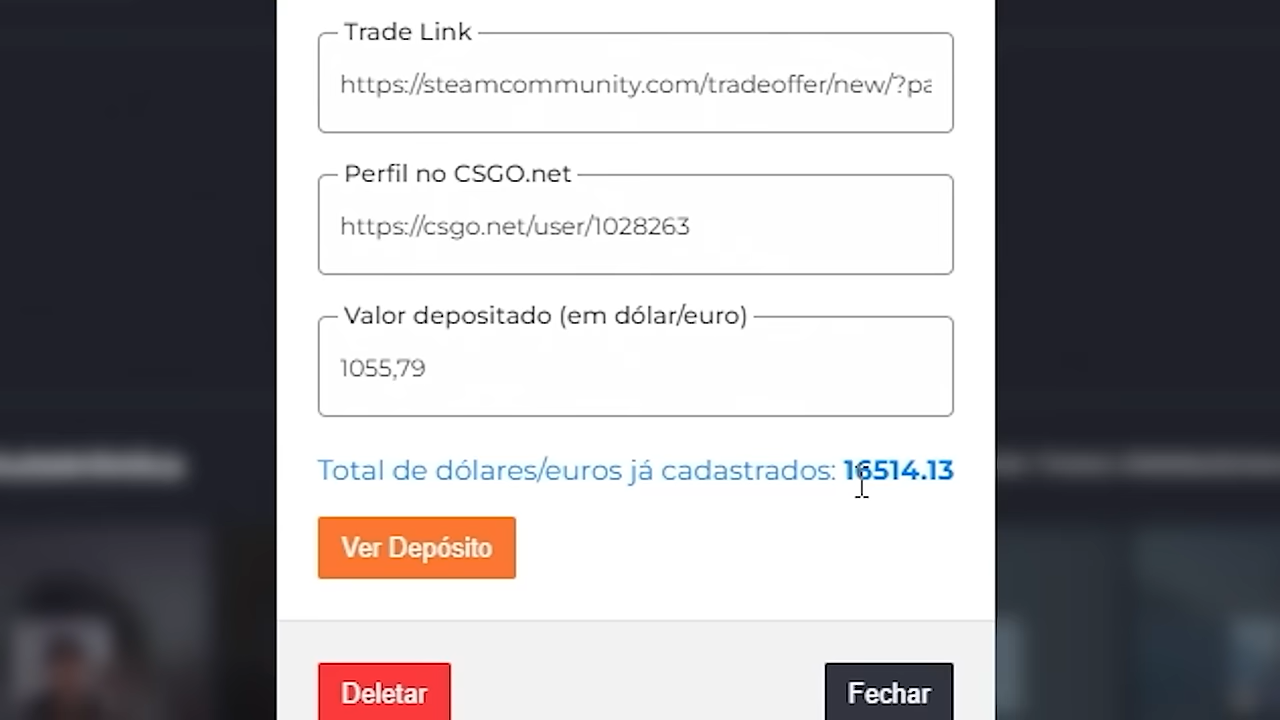 Trade Link
https://steamcommunity.com/tradeoffer/new/?pa
Perfil no CSGO.net
https://csgo.net/user/1028263
Valor depositado (em dólar/euro)
1055,79
Total de dólares/euros já cadastrados: 16514.13
Ver Depósito
Deletar
Fechar